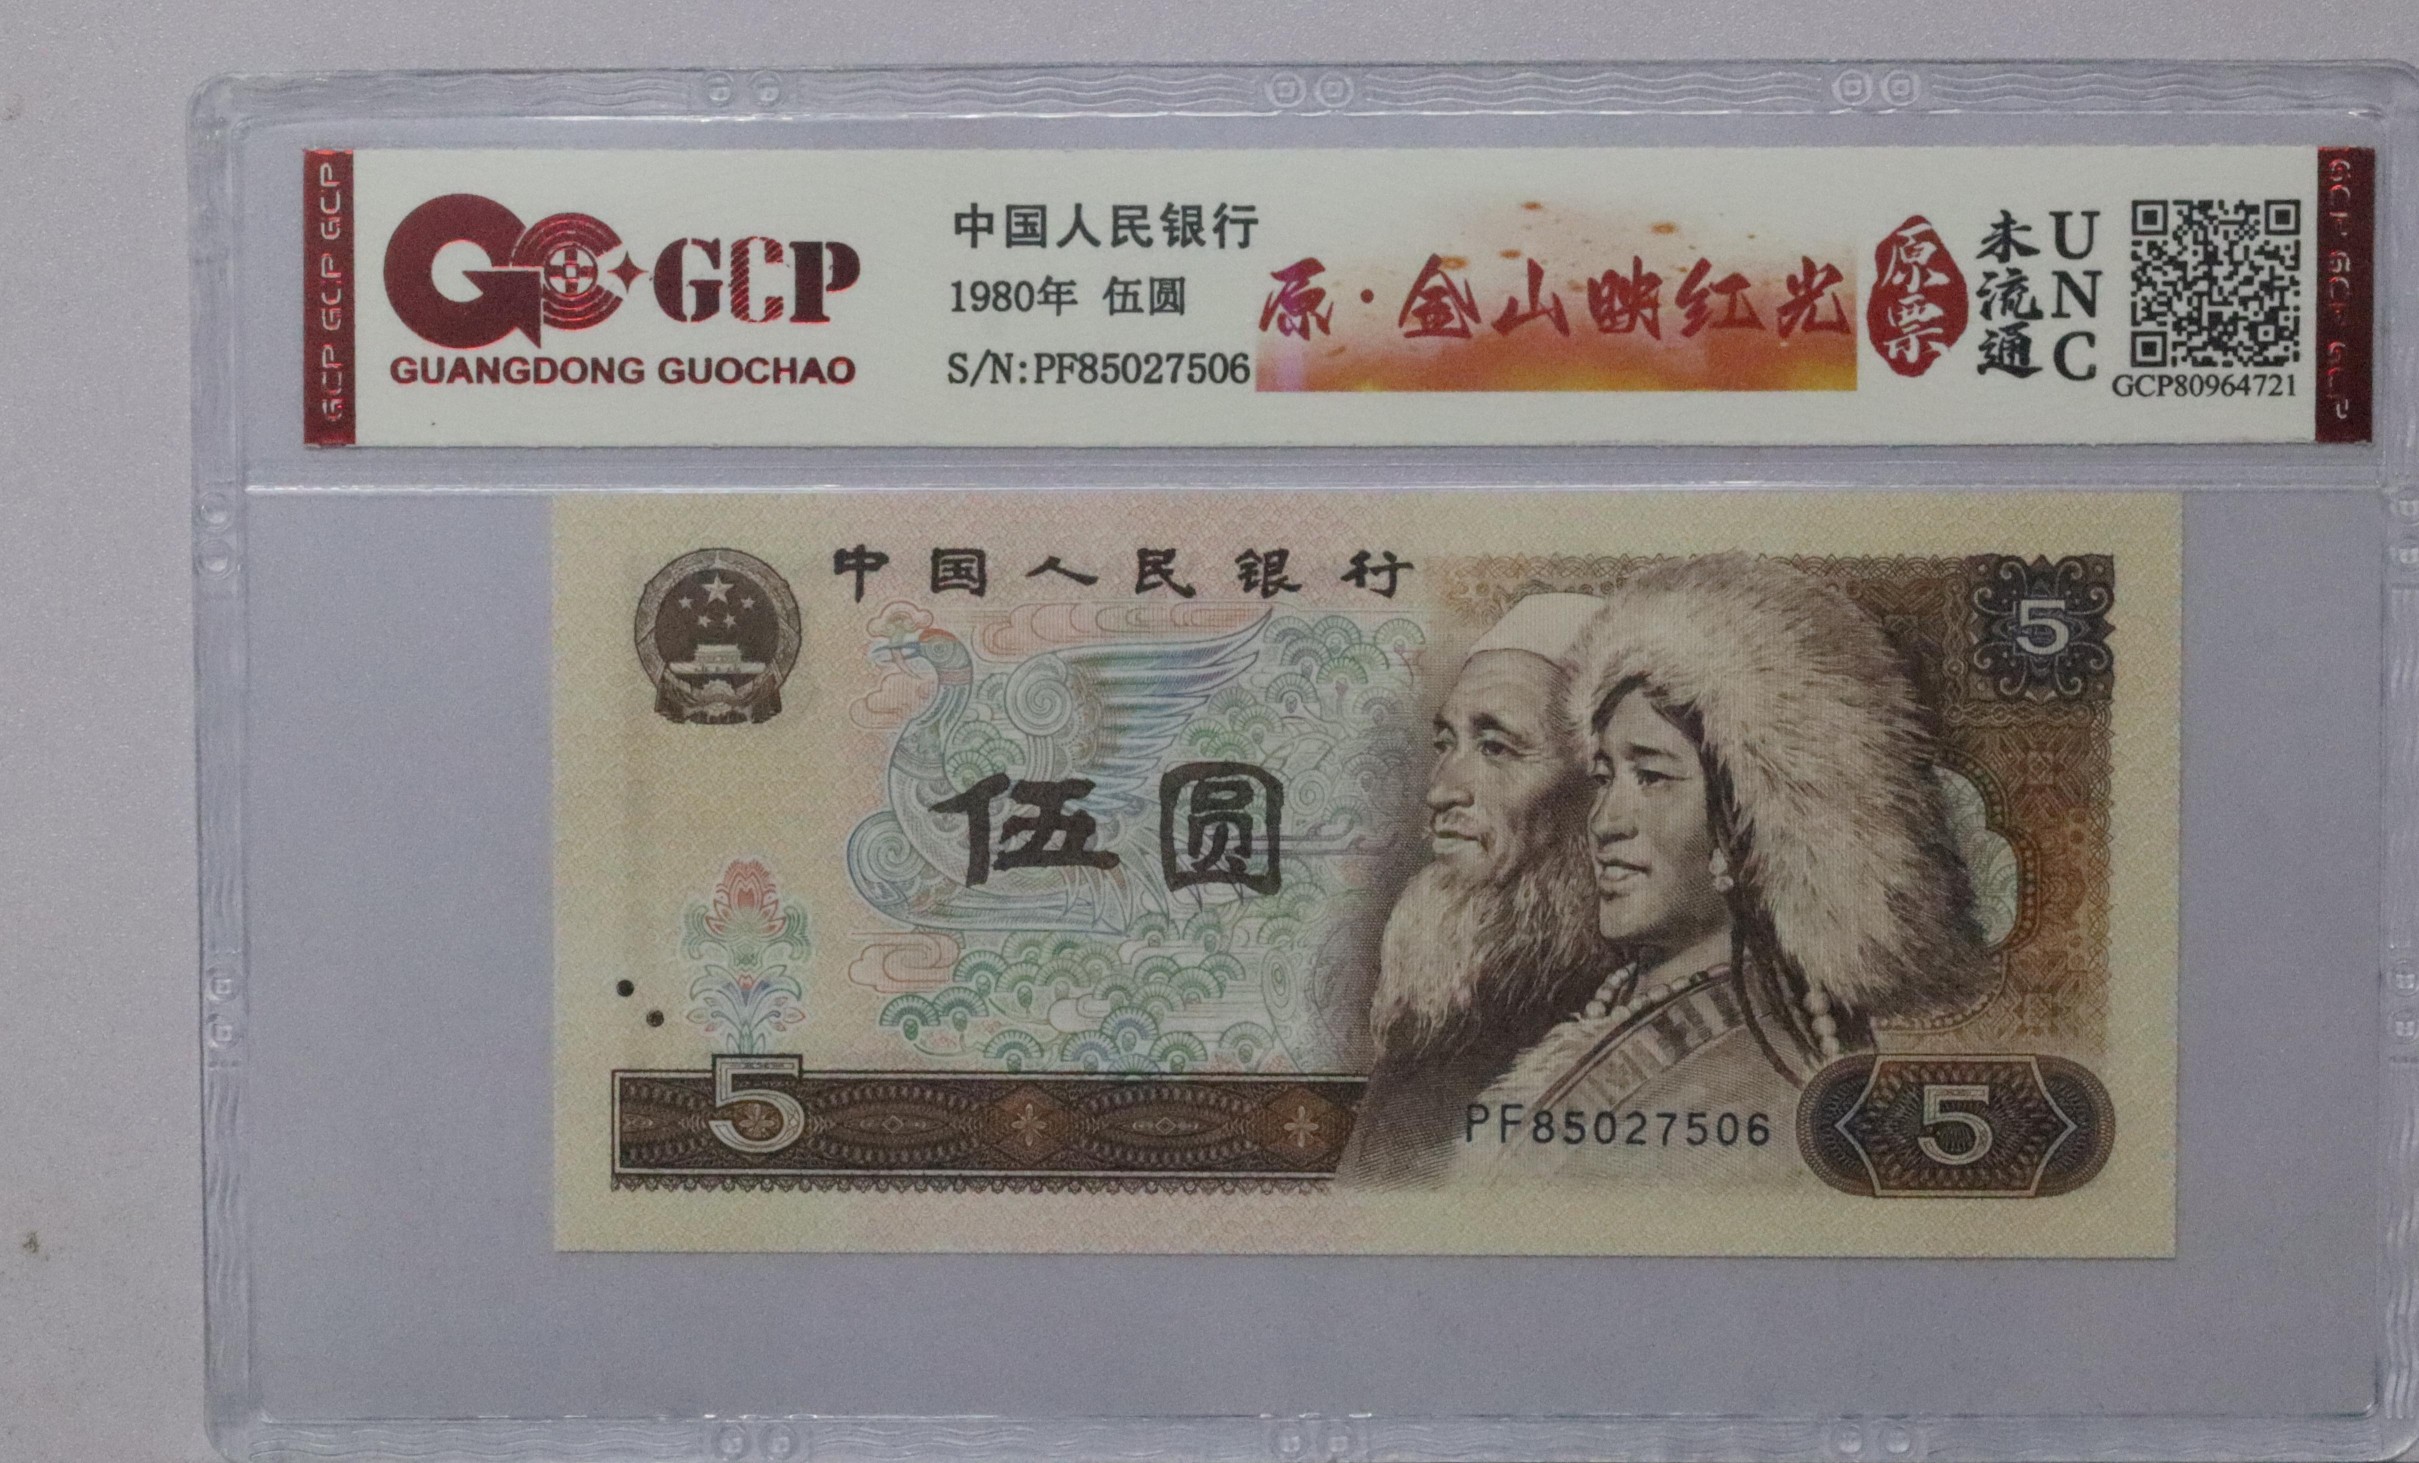 GCP GCP GCP
GCP
GUANGDONG GUOCHAO
中国人民银行
1980年 伍圆
S/N:PF85027506
原·金山映红光
原票
未流通
UNC
GCP80964721
GCP GCP GCP
中国人民银行
5
伍圆
5
PF85027506
5